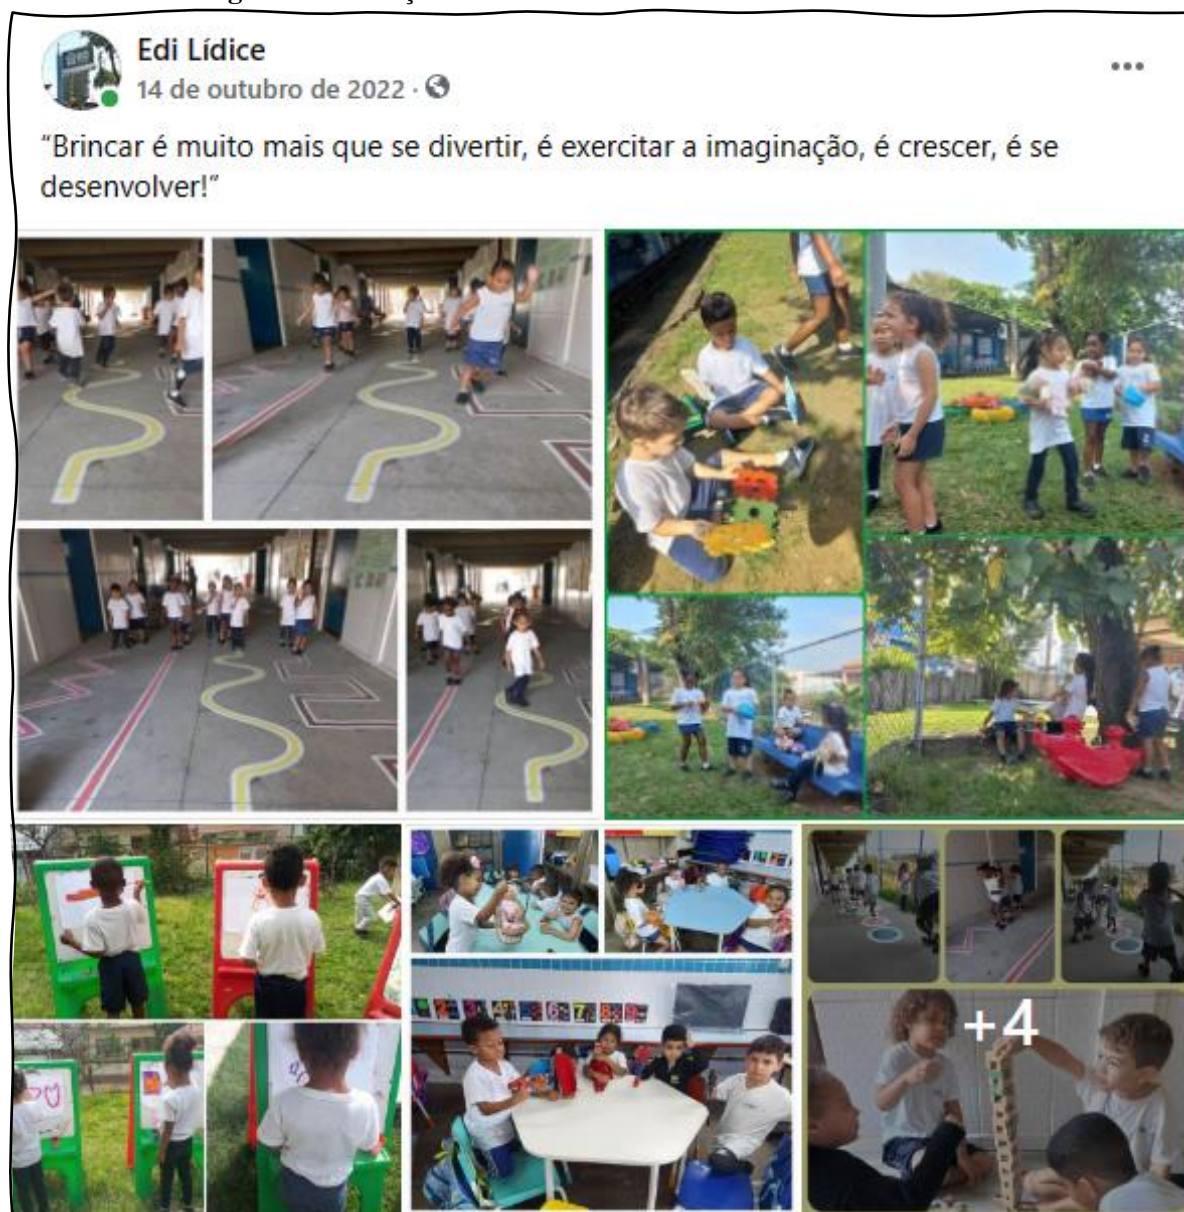 Edi Lídice
14 de outubro de 2022 ·
“Brincar é muito mais que se divertir, é exercitar a imaginação, é crescer, é se
desenvolver!”
+4